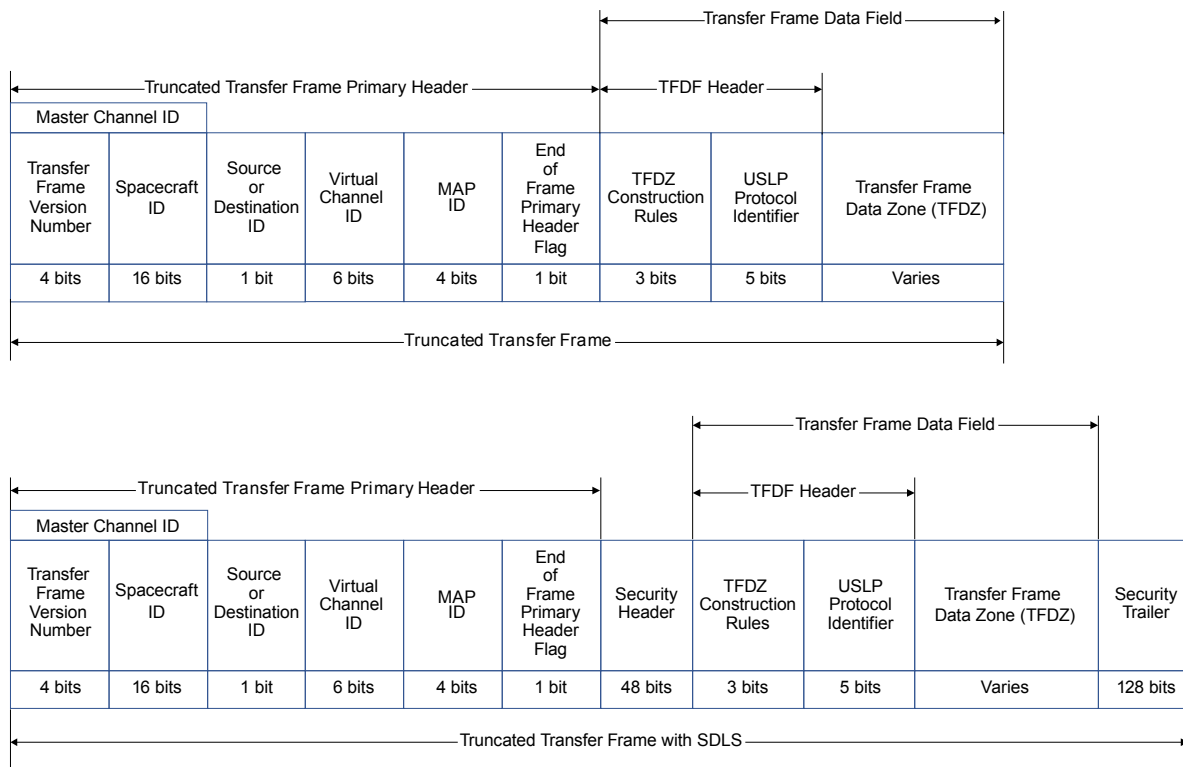 Transfer Frame Data Field
Truncated Transfer Frame Primary Header
TFDF Header
Master Channel ID
Transfer
Frame
Version
Number
Spacecraft
ID
Source
or
Destination
ID
Virtual
Channel
ID
MAP
ID
End
of
Frame
Primary
Header
Flag
TFDZ
Construction
Rules
USLP
Protocol
Identifier
Transfer Frame
Data Zone (TFDZ)
4 bits
16 bits
1 bit
6 bits
4 bits
1 bit
3 bits
5 bits
Varies
Truncated Transfer Frame
Transfer Frame Data Field
Truncated Transfer Frame Primary Header
TFDF Header
Master Channel ID
Transfer
Frame
Version
Number
Spacecraft
ID
Source
or
Destination
ID
Virtual
Channel
ID
MAP
ID
End
of
Frame
Primary
Header
Flag
Security
Header
TFDZ
Construction
Rules
USLP
Protocol
Identifier
Transfer Frame
Data Zone (TFDZ)
Security
Trailer
4 bits
16 bits
1 bit
6 bits
4 bits
1 bit
48 bits
3 bits
5 bits
Varies
128 bits
Truncated Transfer Frame with SDLS